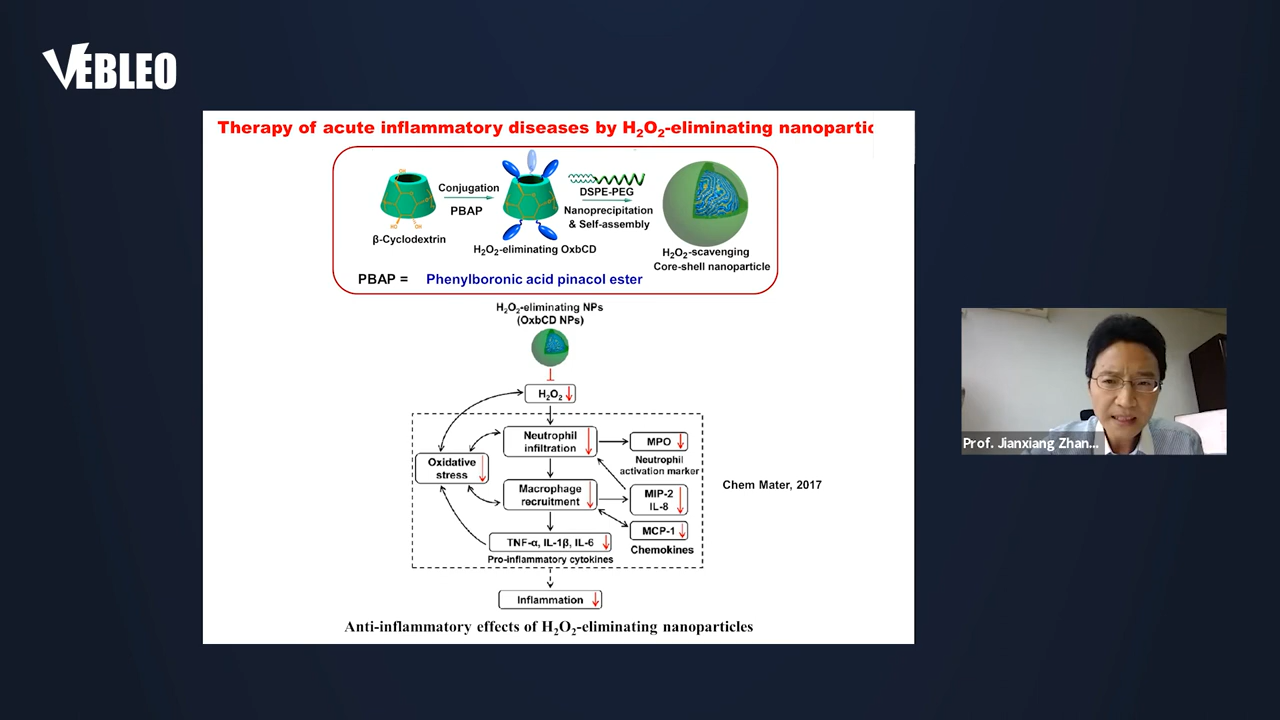 VEBLEO
Therapy of acute inflammatory diseases by H₂O₂-eliminating nanopartic
Conjugation
PBAP
β-Cyclodextrin
H₂O₂-eliminating OxbCD
DSPE-PEG
Nanoprecipitation
& Self-assembly
H₂O₂-scavenging
Core-shell nanoparticle
PBAP = Phenylboronic acid pinacol ester
H₂O₂-eliminating NPs
(OxbCD NPs)
H₂O₂
Neutrophil
infiltration
MPO
Neutrophil
activation marker
Oxidative
stress
Macrophage
recruitment
MIP-2
IL-8
MCP-1
Chemokines
TNF-α, IL-1β, IL-6
Pro-inflammatory cytokines
Inflammation
Anti-inflammatory effects of H₂O₂-eliminating nanoparticles
Chem Mater, 2017
Prof. Jianxiang Zhan...